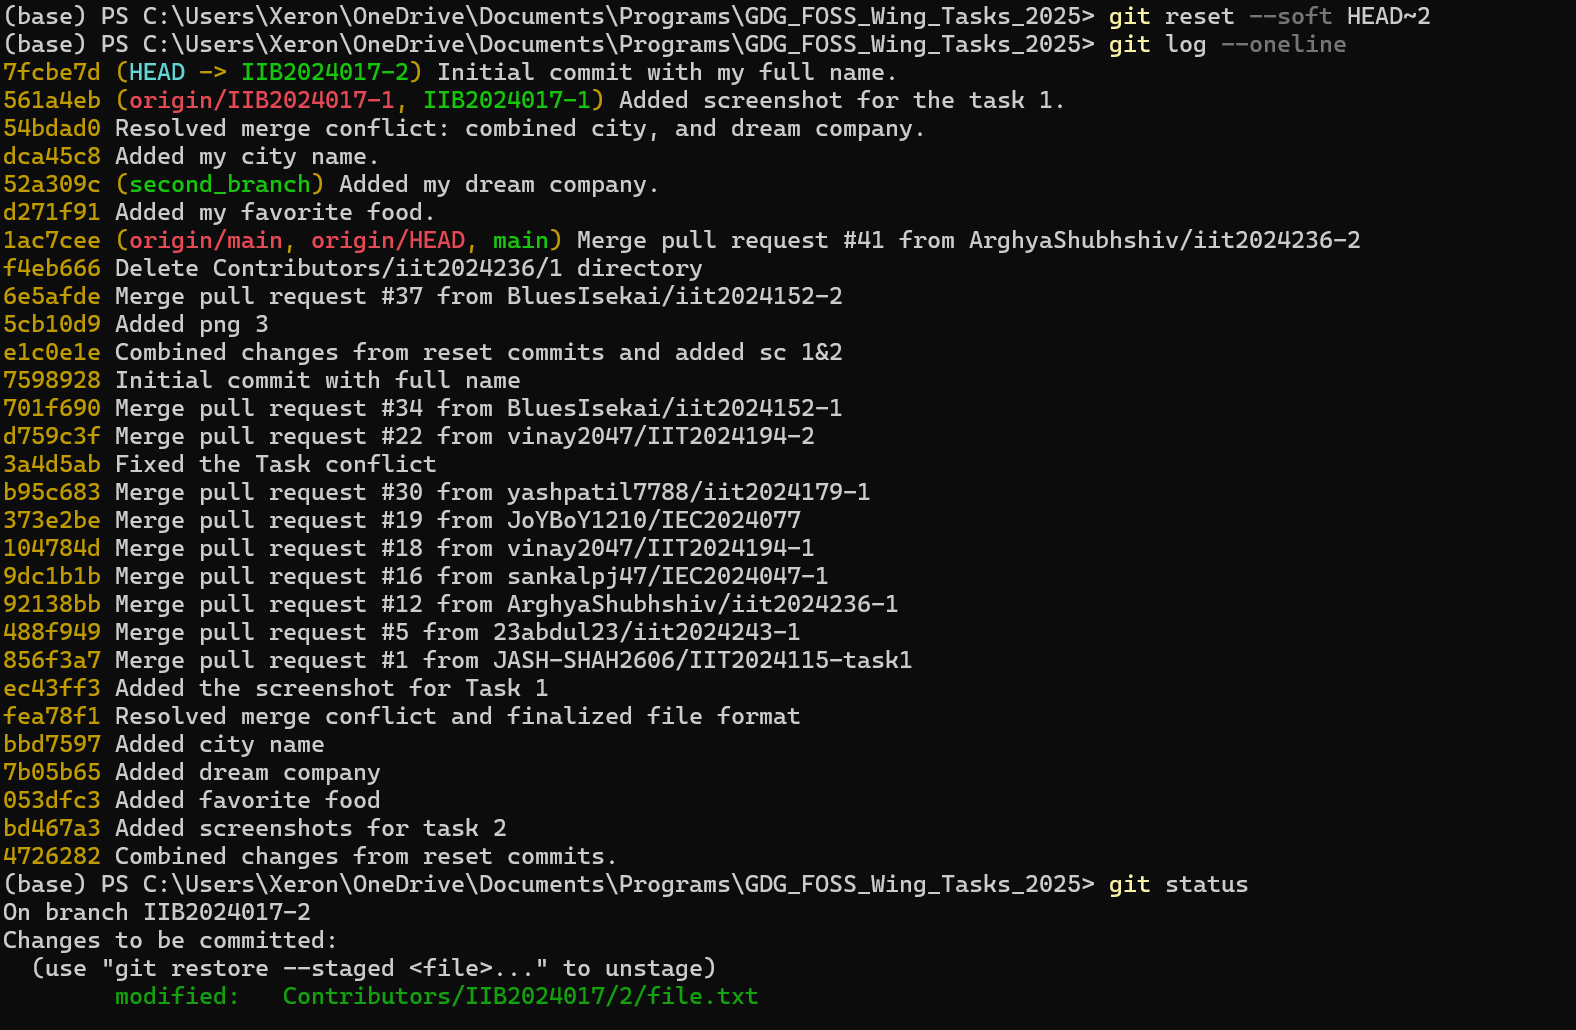 (base) PS C:\Users\Xeron\OneDrive\Documents\Programs\GDG_FOSS_Wing_Tasks_2025> git reset --soft HEAD~2
(base) PS C:\Users\Xeron\OneDrive\Documents\Programs\GDG_FOSS_Wing_Tasks_2025> git log --oneline
7fcbe7d (HEAD -> IIB2024017-2) Initial commit with my full name.
561a4eb (origin/IIB2024017-1, IIB2024017-1) Added screenshot for the task 1.
54bdad0 Resolved merge conflict: combined city, and dream company.
dca45c8 Added my city name.
52a309c (second_branch) Added my dream company.
d271f91 Added my favorite food.
1ac7cee (origin/main, origin/HEAD, main) Merge pull request #41 from ArghyaShubhshiv/iit2024236-2
f4eb666 Delete Contributors/iit2024236/1 directory
6e5afde Merge pull request #37 from BluesIsekai/iit2024152-2
5cb10d9 Added png 3
e1c0e1e Combined changes from reset commits and added sc 1&2
7598928 Initial commit with full name
701f690 Merge pull request #34 from BluesIsekai/iit2024152-1
d759c3f Merge pull request #22 from vinay2047/IIT2024194-2
3a4d5ab Fixed the Task conflict
b95c683 Merge pull request #30 from yashpatil7788/iit2024179-1
373e2be Merge pull request #19 from JoYBoY1210/IEC2024077
104784d Merge pull request #18 from vinay2047/IIT2024194-1
9dc1b1b Merge pull request #16 from sankalpj47/IEC2024047-1
92138bb Merge pull request #12 from ArghyaShubhshiv/iit2024236-1
488f949 Merge pull request #5 from 23abdul23/iit2024243-1
856f3a7 Merge pull request #1 from JASH-SHAH2606/IIT2024115-task1
ec43ff3 Added the screenshot for Task 1
fea78f1 Resolved merge conflict and finalized file format
bbd7597 Added city name
7b05b65 Added dream company
053dfc3 Added favorite food
bd467a3 Added screenshots for task 2
4726282 Combined changes from reset commits.
(base) PS C:\Users\Xeron\OneDrive\Documents\Programs\GDG_FOSS_Wing_Tasks_2025> git status
On branch IIB2024017-2
Changes to be committed:
  (use "git restore --staged <file>..." to unstage)
        modified:   Contributors/IIB2024017/2/file.txt